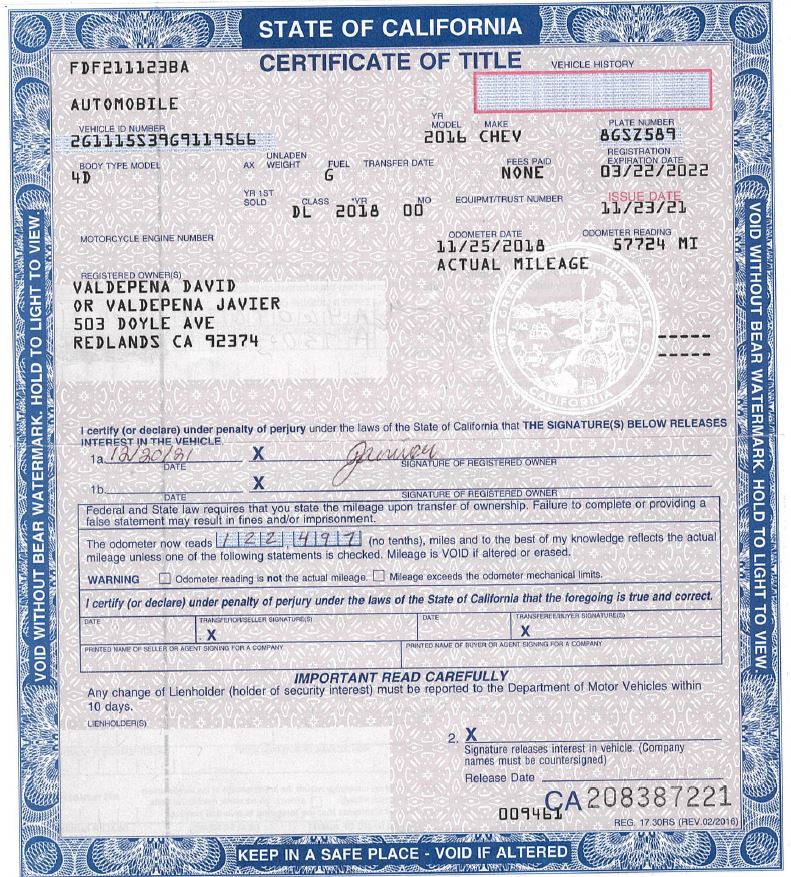 STATE OF CALIFORNIA
CERTIFICATE OF TITLE
VEHICLE HISTORY
FDF211123BA
AUTOMOBILE
VEHICLE ID NUMBER
YR MODEL
MAKE
PLATE NUMBER
2G1115S39G9119566
2016 CHEV
8GSZ589
BODY TYPE MODEL
AX
UNLADEN WEIGHT
FUEL
TRANSFER DATE
FEES PAID
REGISTRATION EXPIRATION DATE
4D
G
NONE
03/22/2022
YR 1ST SOLD
CLASS
*YR
MO
EQUIPMT/TRUST NUMBER
ISSUE DATE
DL 2018 00
11/23/21
MOTORCYCLE ENGINE NUMBER
ODOMETER DATE
ODOMETER READING
11/25/2018
57724 MI
ACTUAL MILEAGE
REGISTERED OWNER(S)
VALDEPENA DAVID
OR VALDEPENA JAVIER
503 DOYLE AVE
REDLANDS CA 92374
-----
-----
CALIFORNIA
I certify (or declare) under penalty of perjury under the laws of the State of California that THE SIGNATURE(S) BELOW RELEASES
INTEREST IN THE VEHICLE.
1a. 12/20/21 X
DATE
SIGNATURE OF REGISTERED OWNER
1b. X
DATE
SIGNATURE OF REGISTERED OWNER
Federal and State law requires that you state the mileage upon transfer of ownership. Failure to complete or providing a
false statement may result in fines and/or imprisonment.
The odometer now reads 122,497 (no tenths), miles and to the best of my knowledge reflects the actual
mileage unless one of the following statements is checked. Mileage is VOID if altered or erased.
WARNING Odometer reading is not the actual mileage. Mileage exceeds the odometer mechanical limits.
I certify (or declare) under penalty of perjury under the laws of the State of California that the foregoing is true and correct.
DATE
TRANSFEROR/SELLER SIGNATURE(S)
DATE
TRANSFEREE/BUYER SIGNATURE(S)
X
X
PRINTED NAME OF SELLER OR AGENT SIGNING FOR A COMPANY
PRINTED NAME OF BUYER OR AGENT SIGNING FOR A COMPANY
IMPORTANT READ CAREFULLY
Any change of Lienholder (holder of security interest) must be reported to the Department of Motor Vehicles within
10 days.
LIENHOLDER(S)
2. X
Signature releases interest in vehicle. (Company
names must be countersigned)
Release Date
CA208387221
009461
REG. 17.30RS (REV.02/2016)
KEEP IN A SAFE PLACE - VOID IF ALTERED
VOID WITHOUT BEAR WATERMARK. HOLD TO LIGHT TO VIEW.
VOID WITHOUT BEAR WATERMARK. HOLD TO LIGHT TO VIEW.